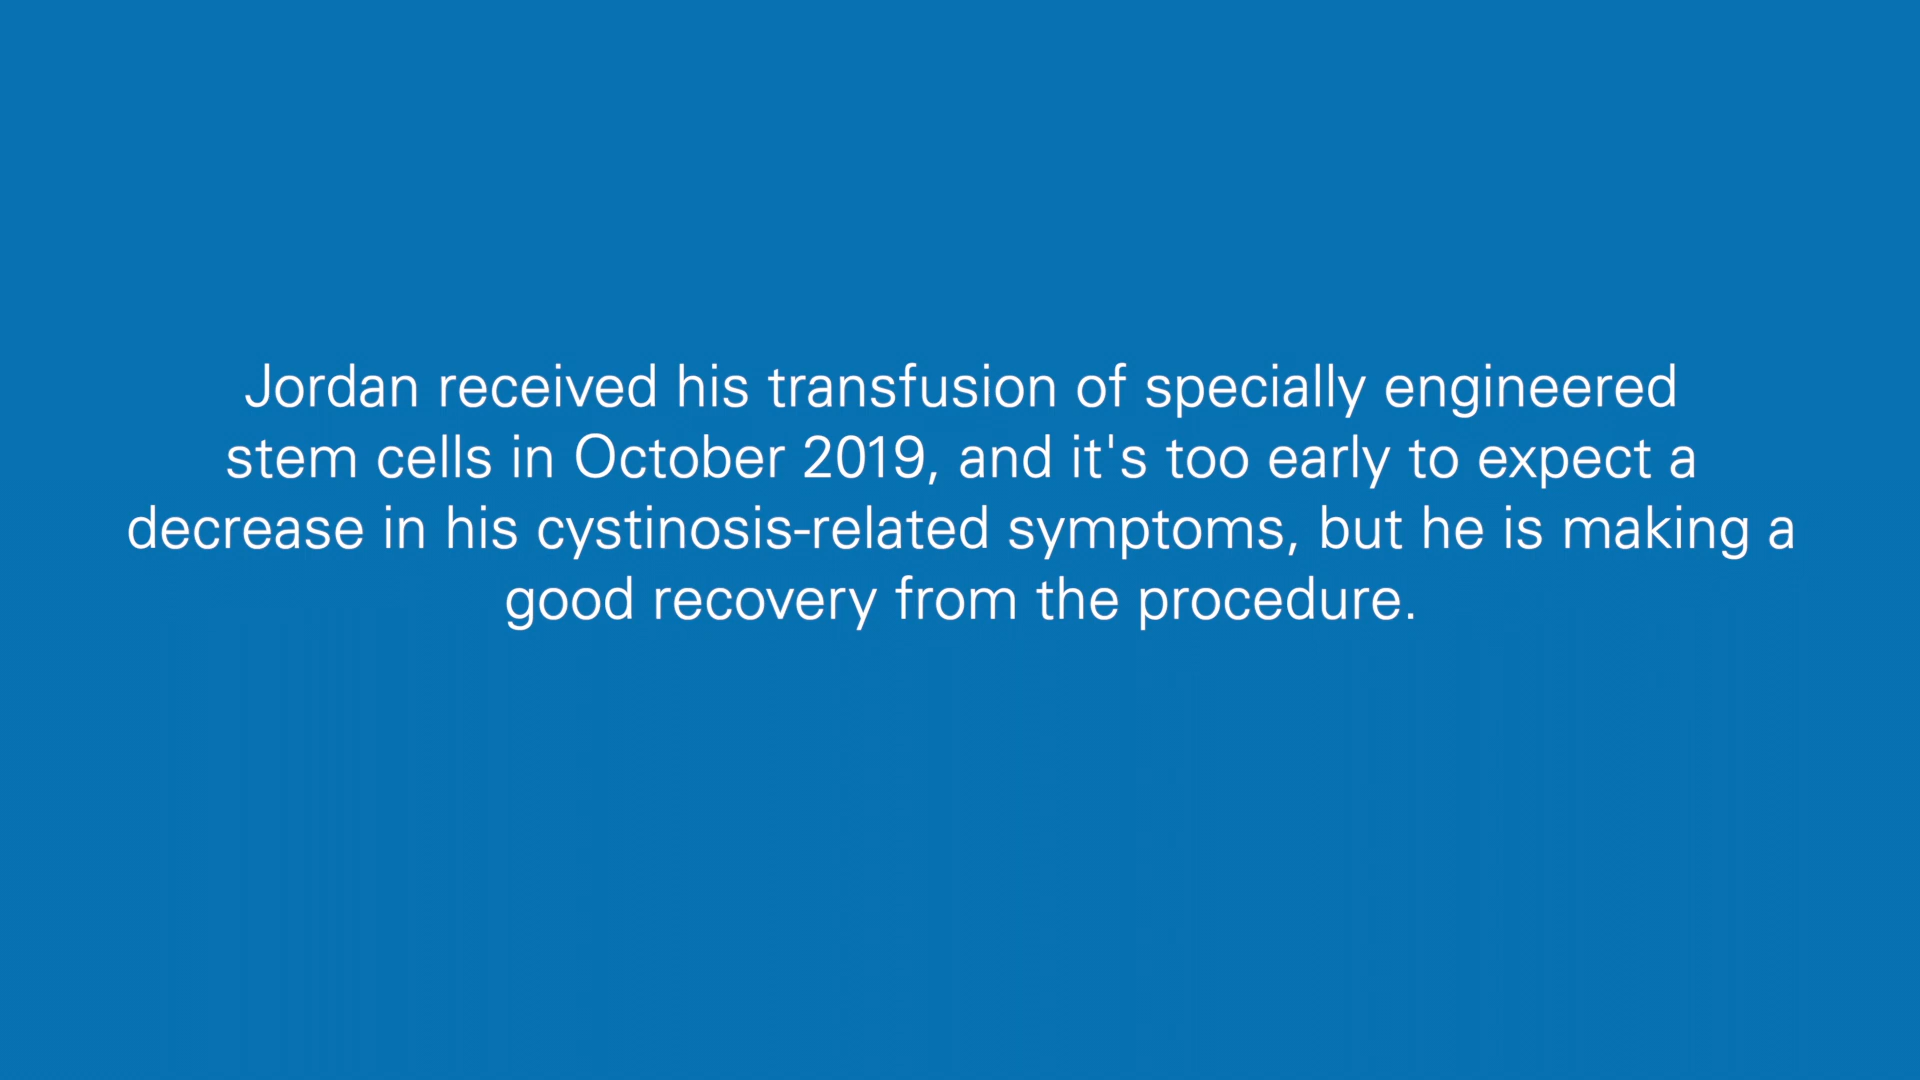 Jordan received his transfusion of specially engineered
stem cells in October 2019, and it's too early to expect a
decrease in his cystinosis-related symptoms, but he is making a
good recovery from the procedure.